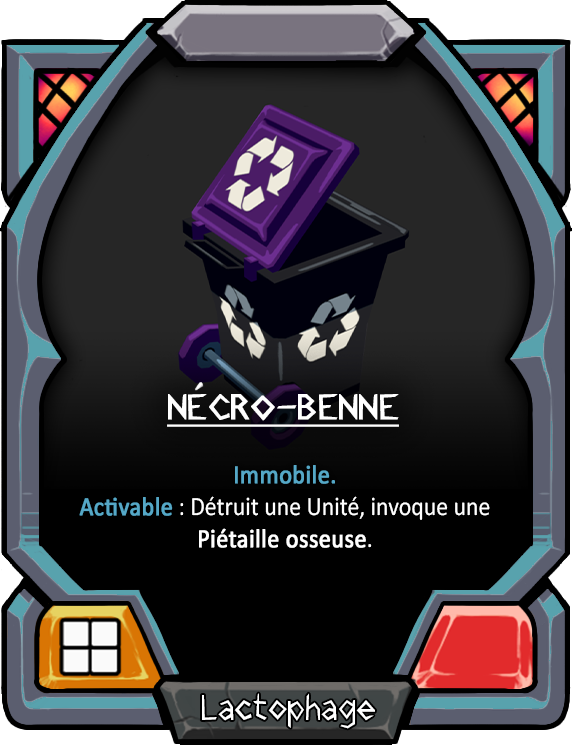 NÉCRO-BENNE
Immobile.
Activable : Détruit une Unité, invoque une
Piétaille osseuse.
Lactophage